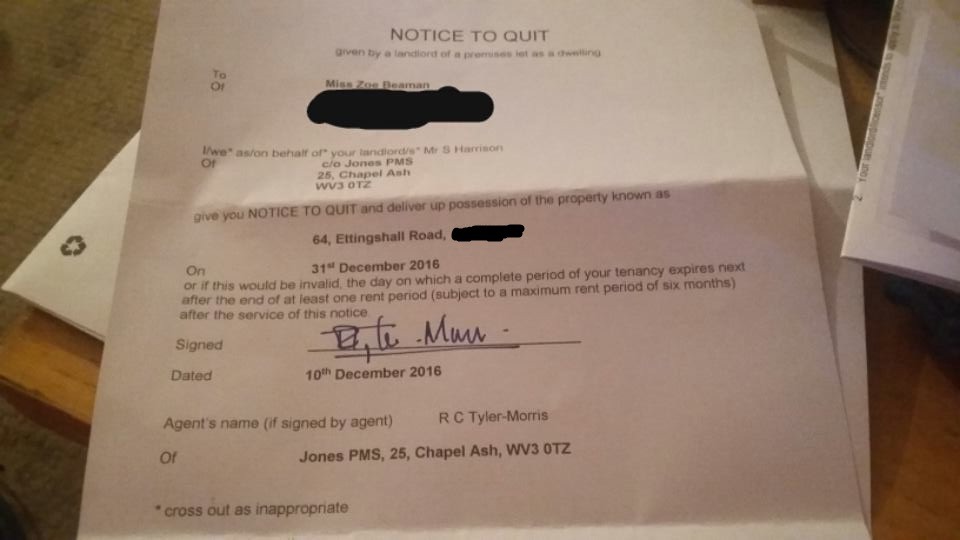 NOTICE TO QUIT
given by a landlord of a premises let as a dwelling
To
Of
Miss Zoe Beaman
I/we* as/on behalf of* your landlord/s* Mr S Harrison
Of
c/o Jones PMS
25, Chapel Ash
WV3 0TZ
give you NOTICE TO QUIT and deliver up possession of the property known as
64, Ettingshall Road,
On 31st December 2016
or if this would be invalid, the day on which a complete period of your tenancy expires next
after the end of at least one rent period (subject to a maximum rent period of six months)
after the service of this notice.
Signed
Dated 10th December 2016
Agent's name (if signed by agent) R C Tyler-Morris
Of Jones PMS, 25, Chapel Ash, WV3 0TZ
* cross out as inappropriate
2. Your landlord/licensor* intends to